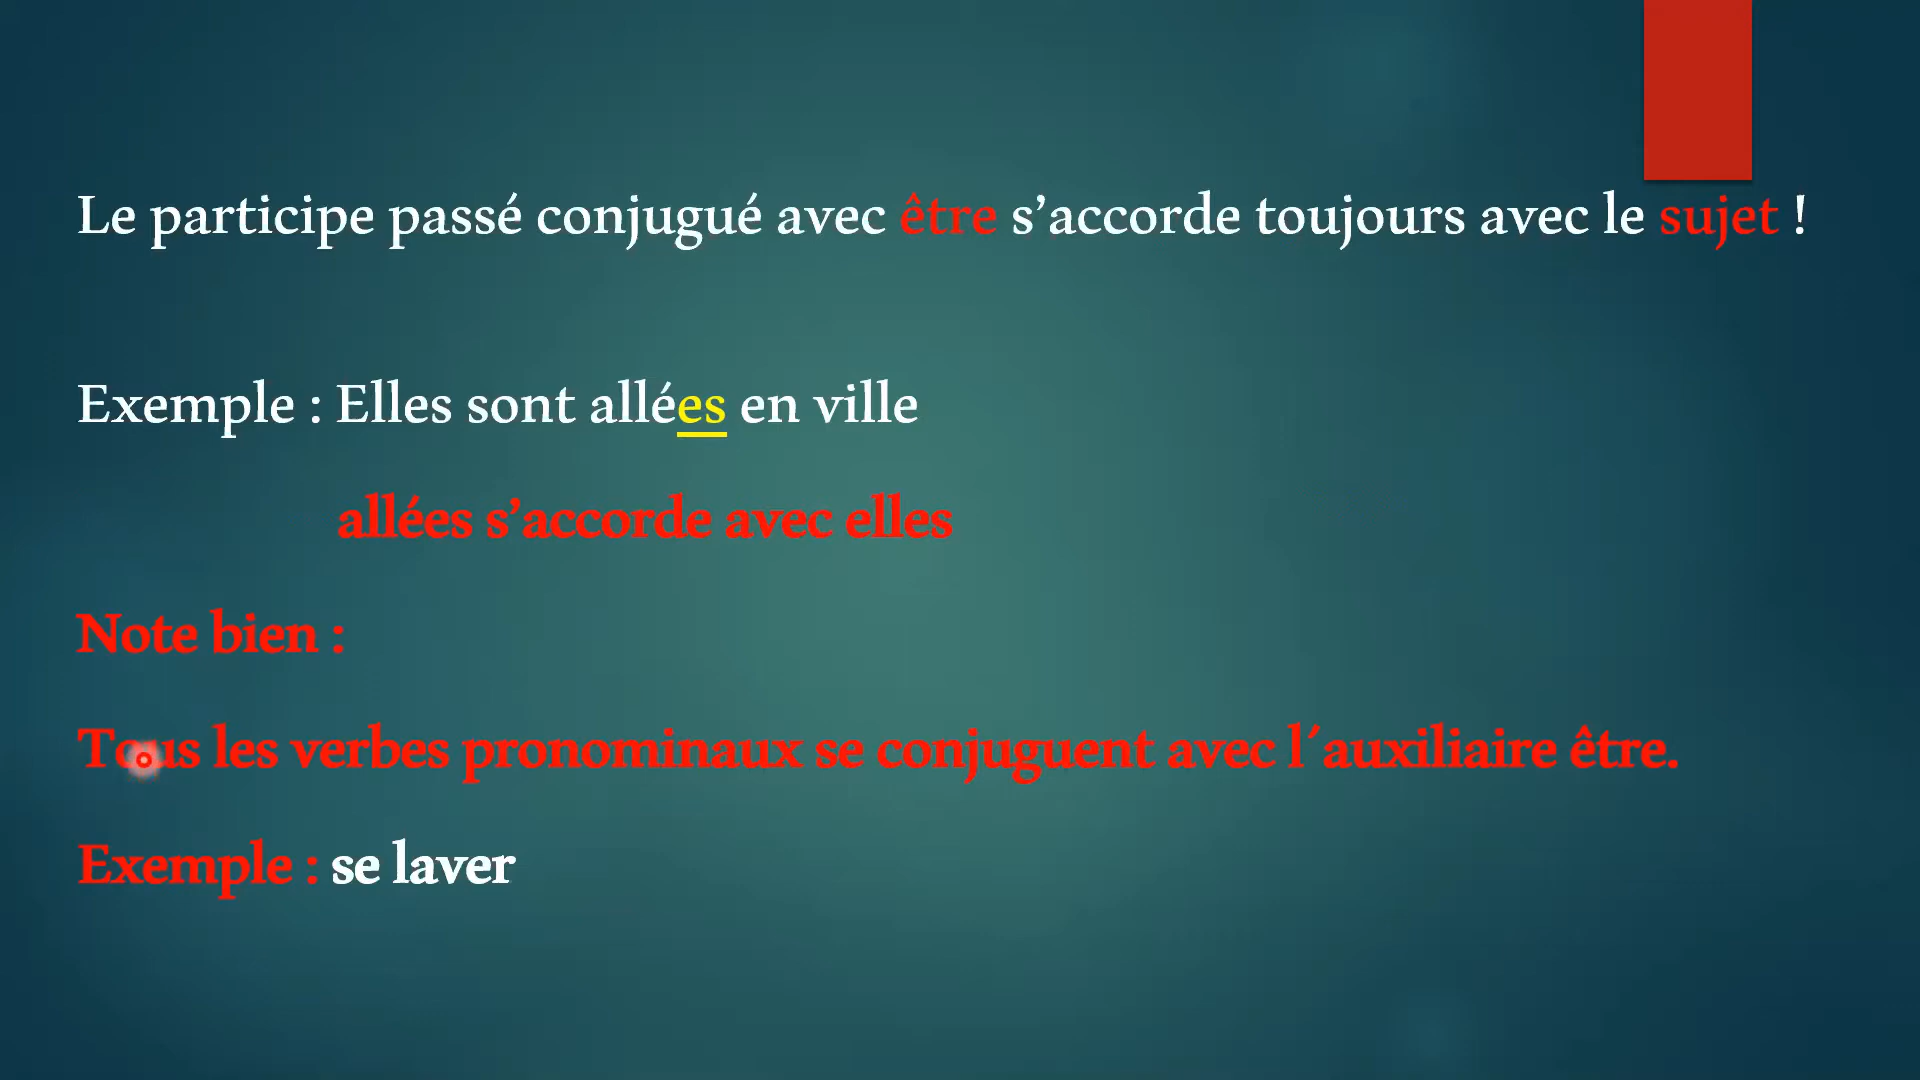 Le participe passé conjugué avec être s’accorde toujours avec le sujet !
Exemple : Elles sont allées en ville
allées s’accorde avec elles
Note bien :
Tous les verbes pronominaux se conjuguent avec l´auxiliaire être.
Exemple : se laver